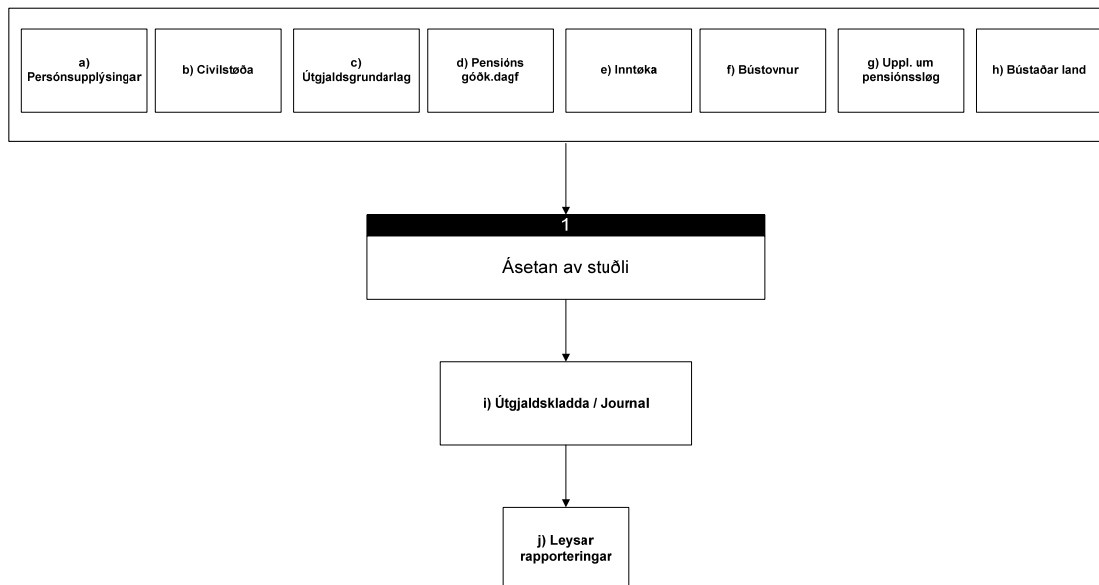 a)
Persónsupplýsingar
b) Civilstøða
c)
Útgjaldsgrundarlag
d) Pensións
góðk.dagf
e) Inntøka
f) Bústovnur
g) Uppl. um
pensiónssløg
h) Bústaðar land
1
Ásetan av stuðli
i) Útgjaldskladda / Journal
j) Leysar
rapporteringar